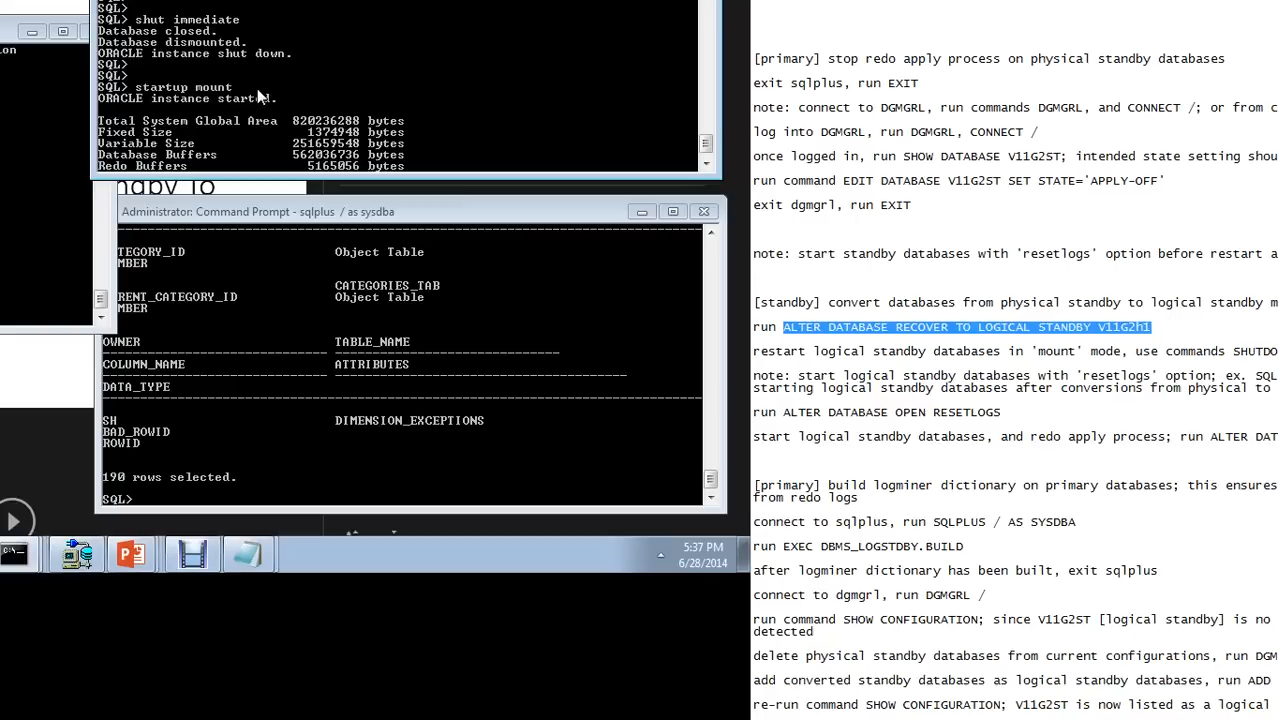 SQL>
SQL> shut immediate
Database closed.
Database dismounted.
ORACLE instance shut down.
SQL>
SQL>
SQL> startup mount
ORACLE instance started.
Total System Global Area 820236288 bytes
Fixed Size 1374948 bytes
Variable Size 251659548 bytes
Database Buffers 562036736 bytes
Redo Buffers 5165056 bytes
ion
ndby To
Administrator: Command Prompt - sqlplus / as sysdba
TEGORY_ID Object Table
MBER
CATEGORIES_TAB
RENT_CATEGORY_ID Object Table
MBER
OWNER TABLE_NAME
COLUMN_NAME ATTRIBUTES
DATA_TYPE
SH DIMENSION_EXCEPTIONS
BAD_ROWID
ROWID
190 rows selected.
SQL>
5:37 PM
6/28/2014
[primary] stop redo apply process on physical standby databases
exit sqlplus, run EXIT
note: connect to DGMGRL, run commands DGMGRL, and CONNECT /; or from c
log into DGMGRL, run DGMGRL, CONNECT /
once logged in, run SHOW DATABASE V11G2ST; intended state setting shou
run command EDIT DATABASE V11G2ST SET STATE='APPLY-OFF'
exit dgmgrl, run EXIT
note: start standby databases with 'resetlogs' option before restart a
[standby] convert databases from physical standby to logical standby m
run ALTER DATABASE RECOVER TO LOGICAL STANDBY V11G2h1
restart logical standby databases in 'mount' mode, use commands SHUTDO
note: start logical standby databases with 'resetlogs' option; ex. SQL
starting logical standby databases after conversions from physical to
run ALTER DATABASE OPEN RESETLOGS
start logical standby databases, and redo apply process; run ALTER DAT
[primary] build logminer dictionary on primary databases; this ensures
from redo logs
connect to sqlplus, run SQLPLUS / AS SYSDBA
run EXEC DBMS_LOGSTDBY.BUILD
after logminer dictionary has been built, exit sqlplus
connect to dgmgrl, run DGMGRL /
run command SHOW CONFIGURATION; since V11G2ST [logical standby] is no
detected
delete physical standby databases from current configurations, run DGM
add converted standby databases as logical standby databases, run ADD
re-run command SHOW CONFIGURATION; V11G2ST is now listed as a logical